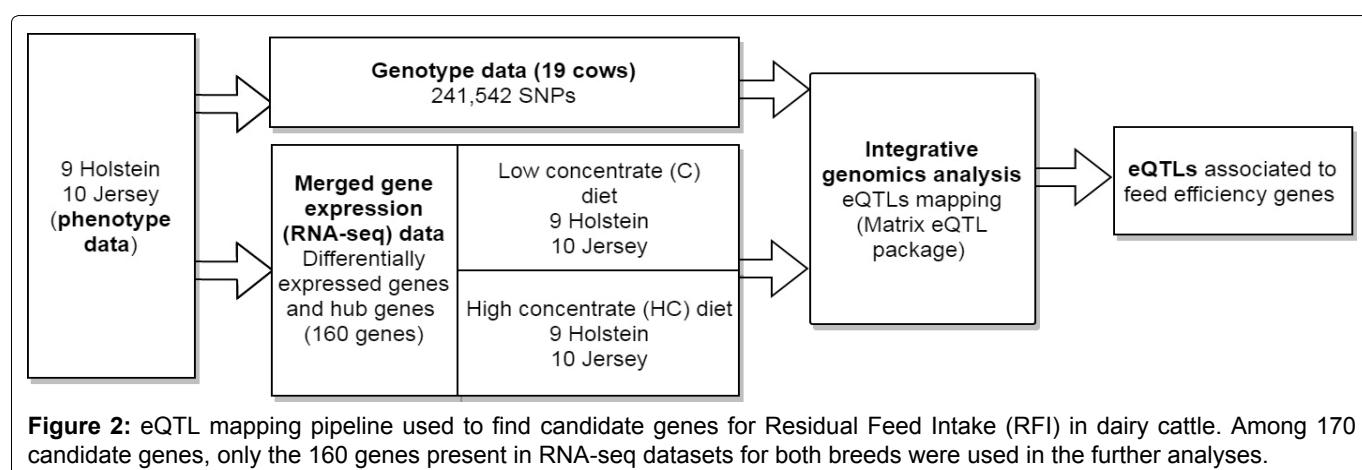 9 Holstein
10 Jersey
(phenotype
data)
Genotype data (19 cows)
241,542 SNPs
Merged gene
expression
(RNA-seq) data
Differentially
expressed genes
and hub genes
(160 genes)
Low concentrate (C)
diet
9 Holstein
10 Jersey
High concentrate (HC) diet
9 Holstein
10 Jersey
Integrative
genomics analysis
eQTLs mapping
(Matrix eQTL
package)
eQTLs associated to
feed efficiency genes
Figure 2: eQTL mapping pipeline used to find candidate genes for Residual Feed Intake (RFI) in dairy cattle. Among 170
candidate genes, only the 160 genes present in RNA-seq datasets for both breeds were used in the further analyses.